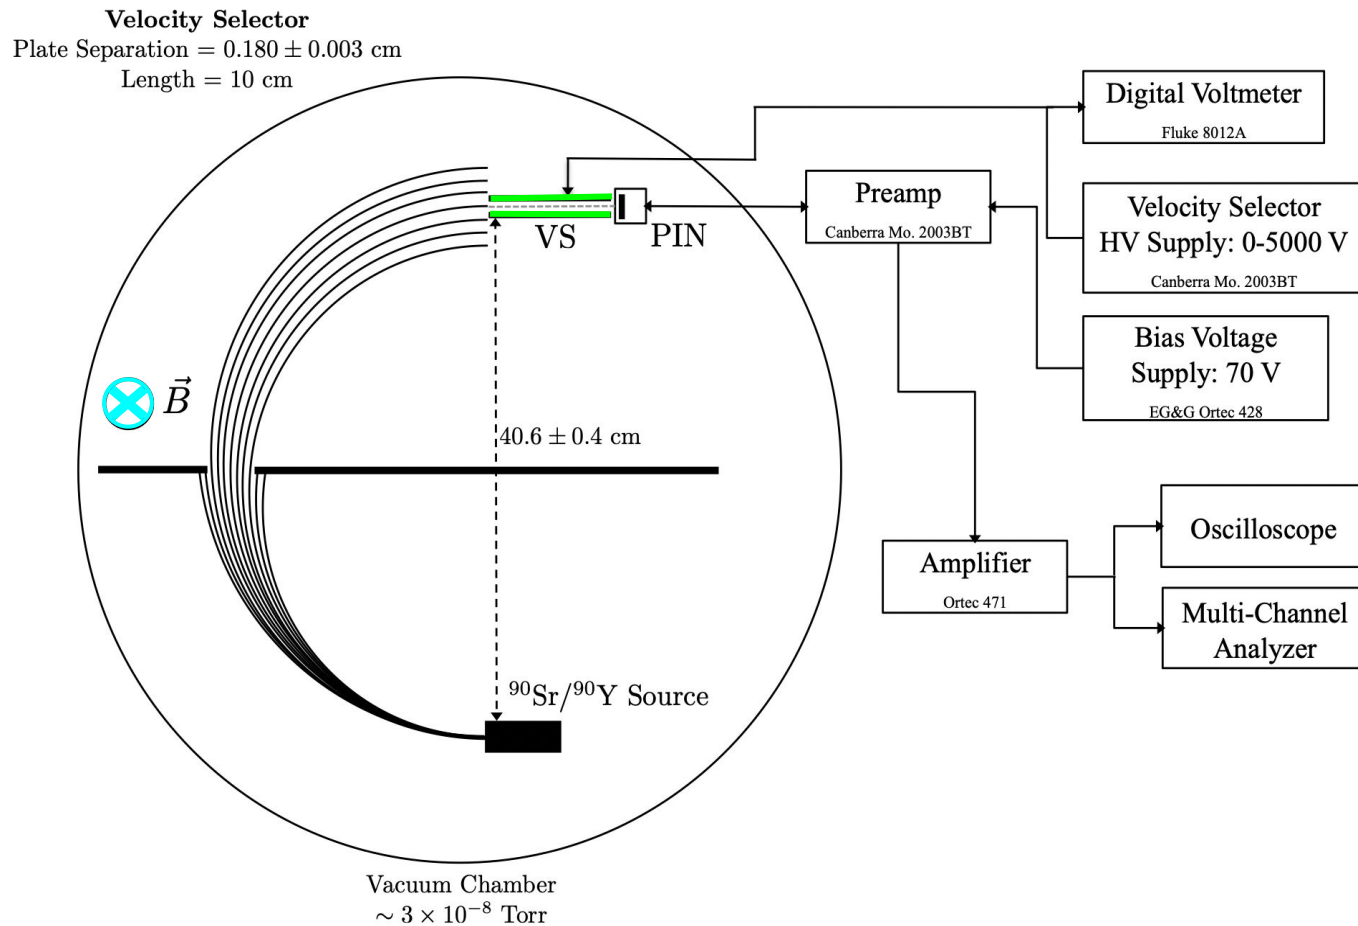 Velocity Selector
Plate Separation = 0.180 ± 0.003 cm
Length = 10 cm
Digital Voltmeter
Fluke 8012A
Preamp
Canberra Mo. 2003BT
Velocity Selector
HV Supply: 0-5000 V
Canberra Mo. 2003BT
VS
PIN
Bias Voltage
Supply: 70 V
EG&G Ortec 428
B⃗
40.6 ± 0.4 cm
Oscilloscope
Amplifier
Ortec 471
Multi-Channel
Analyzer
⁹⁰Sr/⁹⁰Y Source
Vacuum Chamber
∼ 3 × 10⁻⁸ Torr